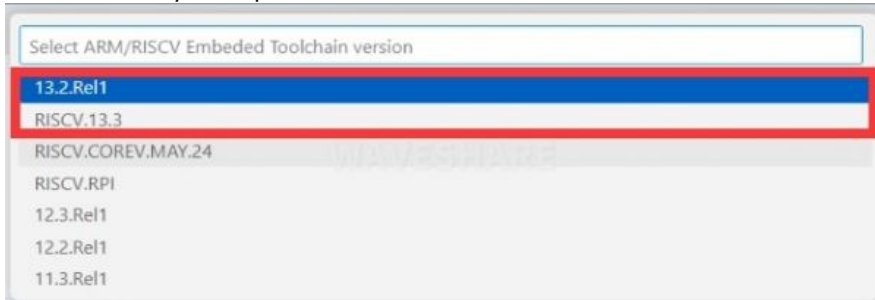 Select ARM/RISCV Embeded Toolchain version
13.2.Rel1
RISCV.13.3
RISCV.COREV.MAY.24
WAVESHARE
RISCV.RPI
12.3.Rel1
12.2.Rel1
11.3.Rel1